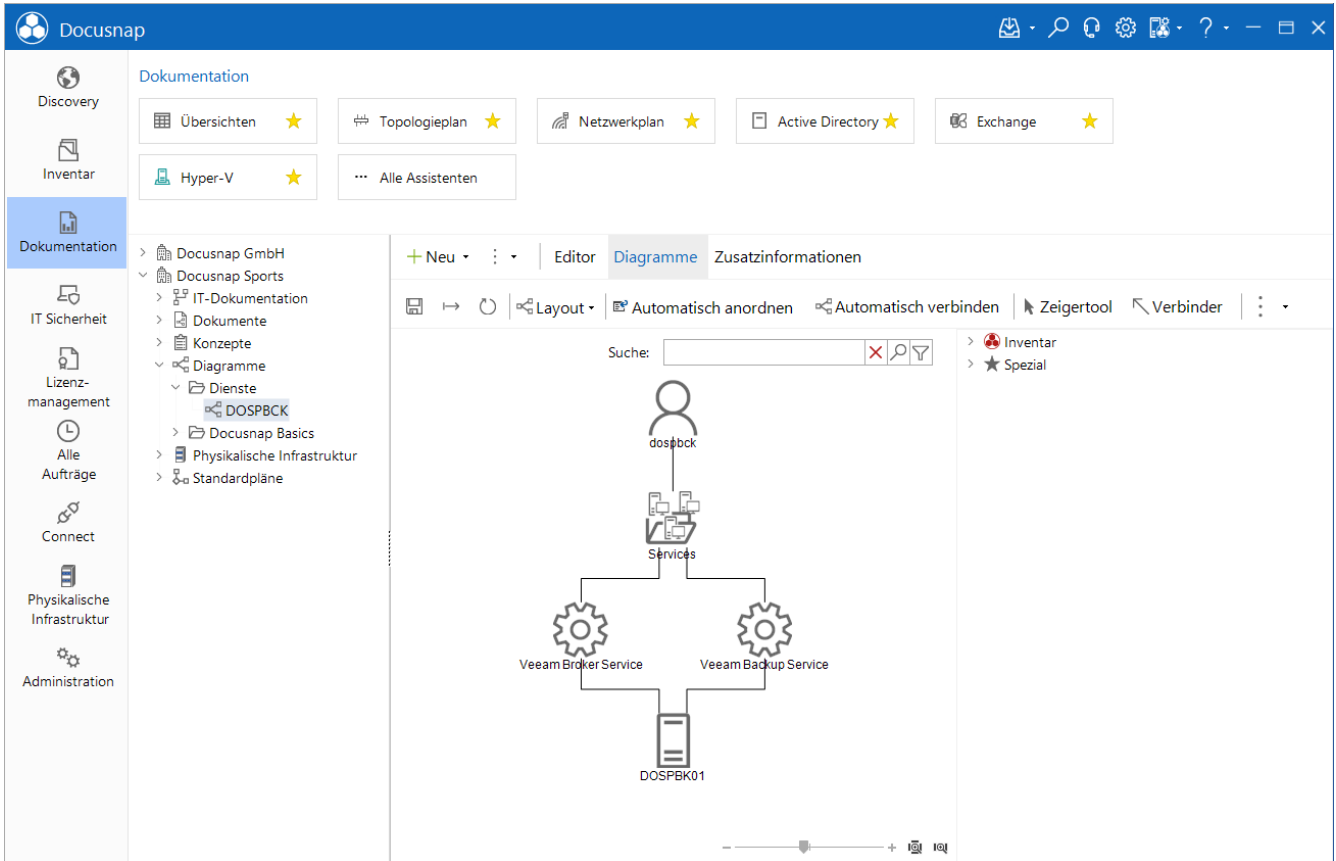 Docusnap
Discovery
Inventar
Dokumentation
IT Sicherheit
Lizenz-
management
Alle
Aufträge
Connect
Physikalische
Infrastruktur
Administration
Dokumentation
Übersichten
Topologieplan
Netzwerkplan
Active Directory
Exchange
Hyper-V
Alle Assistenten
Docusnap GmbH
Docusnap Sports
IT-Dokumentation
Dokumente
Konzepte
Diagramme
Dienste
DOSPBCK
Docusnap Basics
Physikalische Infrastruktur
Standardpläne
Neu Editor Diagramme Zusatzinformationen
Layout Automatisch anordnen Automatisch verbinden Zeigertool Verbinder
Suche:
dospbck
Services
Veeam Broker Service Veeam Backup Service
DOSPBK01
Inventar
Spezial